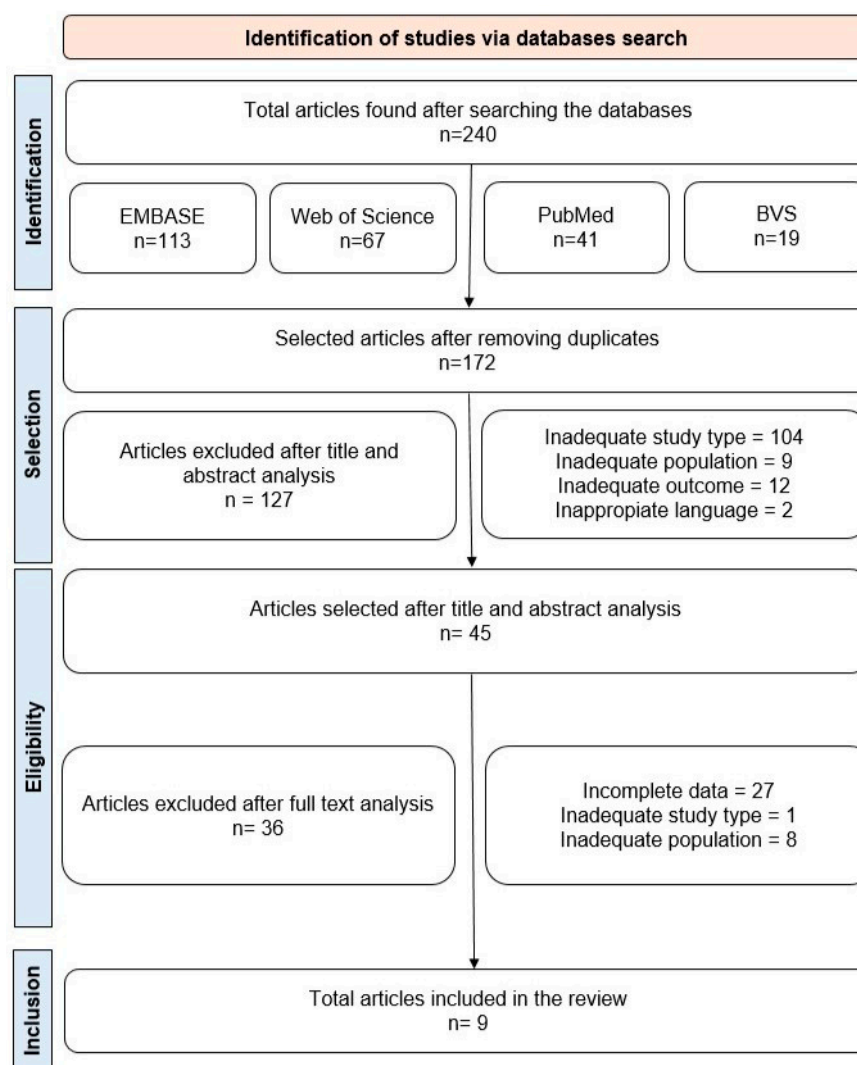 Identification of studies via databases search
Identification
Total articles found after searching the databases
n=240
EMBASE
n=113
Web of Science
n=67
PubMed
n=41
BVS
n=19
Selection
Selected articles after removing duplicates
n=172
Articles excluded after title and
abstract analysis
n = 127
Inadequate study type = 104
Inadequate population = 9
Inadequate outcome = 12
Inappropiate language = 2
Eligibility
Articles selected after title and abstract analysis
n= 45
Articles excluded after full text analysis
n= 36
Incomplete data = 27
Inadequate study type = 1
Inadequate population = 8
Inclusion
Total articles included in the review
n= 9